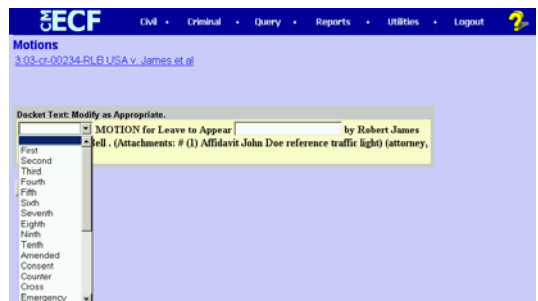 CM ECF Civil Criminal Query Reports Utilities Logout ?
Motions
3:03-cr-00234-RLB USA v. James et al
Docket Text: Modify as Appropriate.
MOTION for Leave to Appear by Robert James
Bell . (Attachments: # (1) Affidavit John Doe reference traffic light) (attorney,
First
Second
Third
Fourth
Fifth
Sixth
Seventh
Eighth
Ninth
Tenth
Amended
Consent
Counter
Cross
Emergency